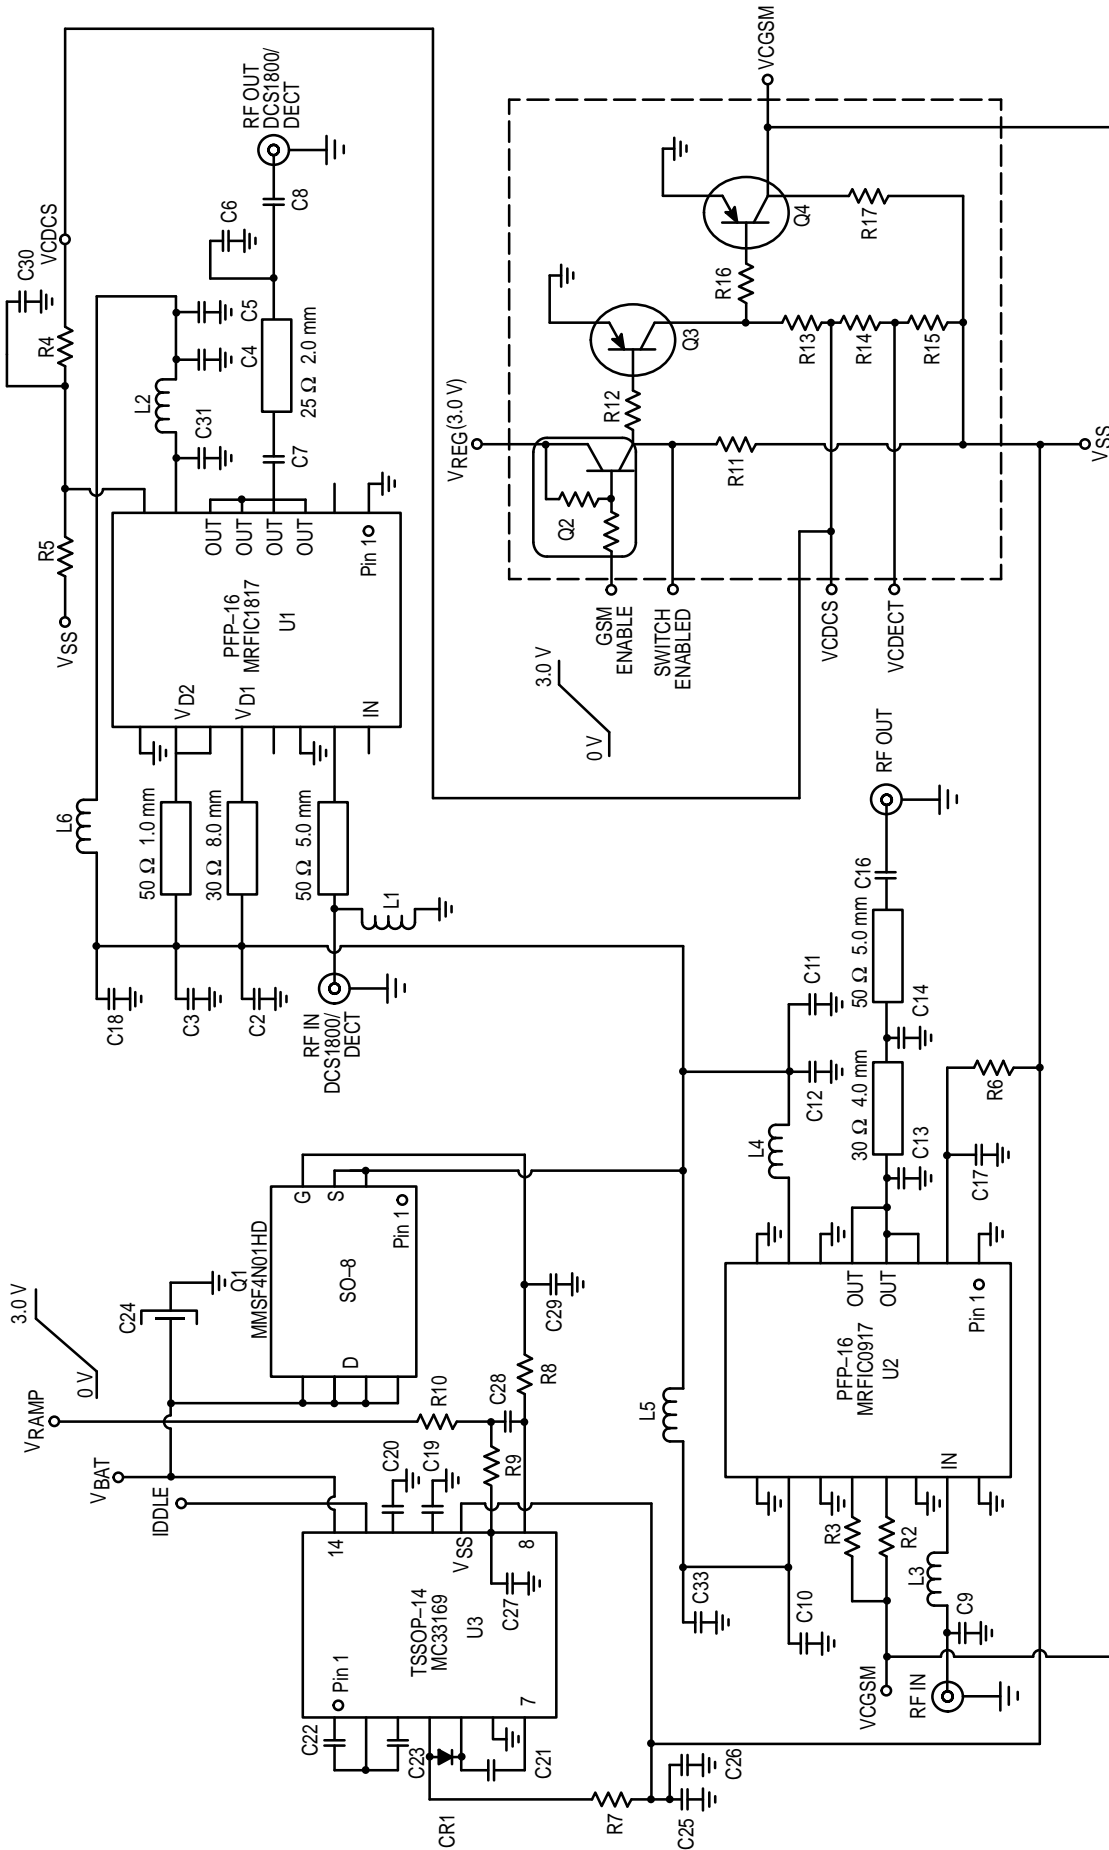 VRAMP
3.0 V
0 V
VBAT
IDDLE
C24
Q1
MMSF4N01HD
G
S
D
SO–8
Pin 1
R10
C28
R9
R8
C29
C20
C19
14
VSS
8
C27
Pin 1
TSSOP–14
MC33169
U3
7
C22
C23
C21
CR1
R7
C25
C26
VSS
R5
R4
C30
VCDCS
L6
L2
C31
C4
C5
C6
RF OUT
DCS1800/
DECT
C8
25 Ω 2.0 mm
C7
OUT
OUT
OUT
OUT
Pin 1
PFP–16
MRFIC1817
U1
VD2
VD1
IN
50 Ω 1.0 mm
30 Ω 8.0 mm
50 Ω 5.0 mm
L1
C18
C3
C2
RF IN
DCS1800/
DECT
VREG(3.0 V)
Q2
R12
Q3
R16
Q4
R17
R13
R14
R15
R11
VCGSM
VSS
GSM
ENABLE
SWITCH
ENABLED
VCDCS
VCDECT
3.0 V
0 V
L5
C33
C10
L4
C12
C11
PFP–16
MRFIC0917
U2
OUT
OUT
IN
Pin 1
R3
R2
L3
C9
VCGSM
RF IN
C13
30 Ω 4.0 mm
C14
50 Ω 5.0 mm
C16
RF OUT
C17
R6